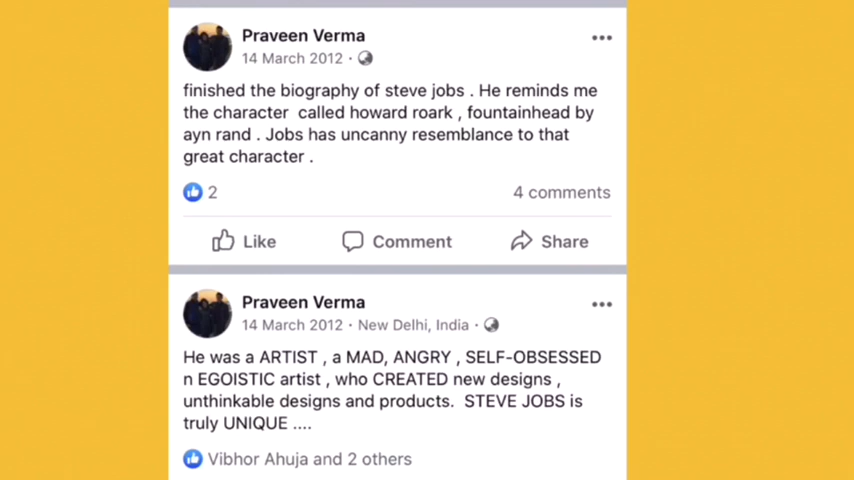 Praveen Verma
14 March 2012 ·
finished the biography of steve jobs . He reminds me
the character called howard roark , fountainhead by
ayn rand . Jobs has uncanny resemblance to that
great character .
2 4 comments
Like Comment Share
Praveen Verma
14 March 2012 · New Delhi, India ·
He was a ARTIST , a MAD, ANGRY , SELF-OBSESSED
n EGOISTIC artist , who CREATED new designs ,
unthinkable designs and products. STEVE JOBS is
truly UNIQUE ....
Vibhor Ahuja and 2 others